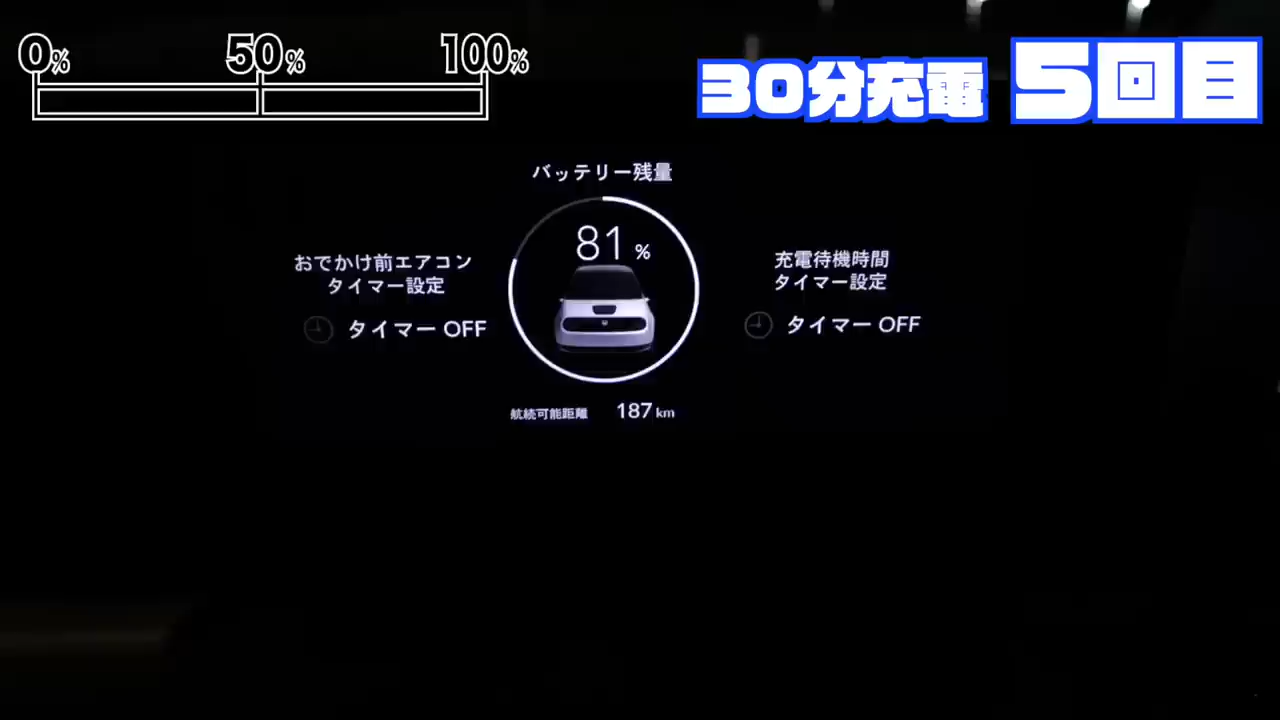 0% 50% 100%
30分充電 5回目
バッテリー残量
81%
おでかけ前エアコン
タイマー設定
タイマー OFF
充電待機時間
タイマー設定
タイマー OFF
航続可能距離 187km